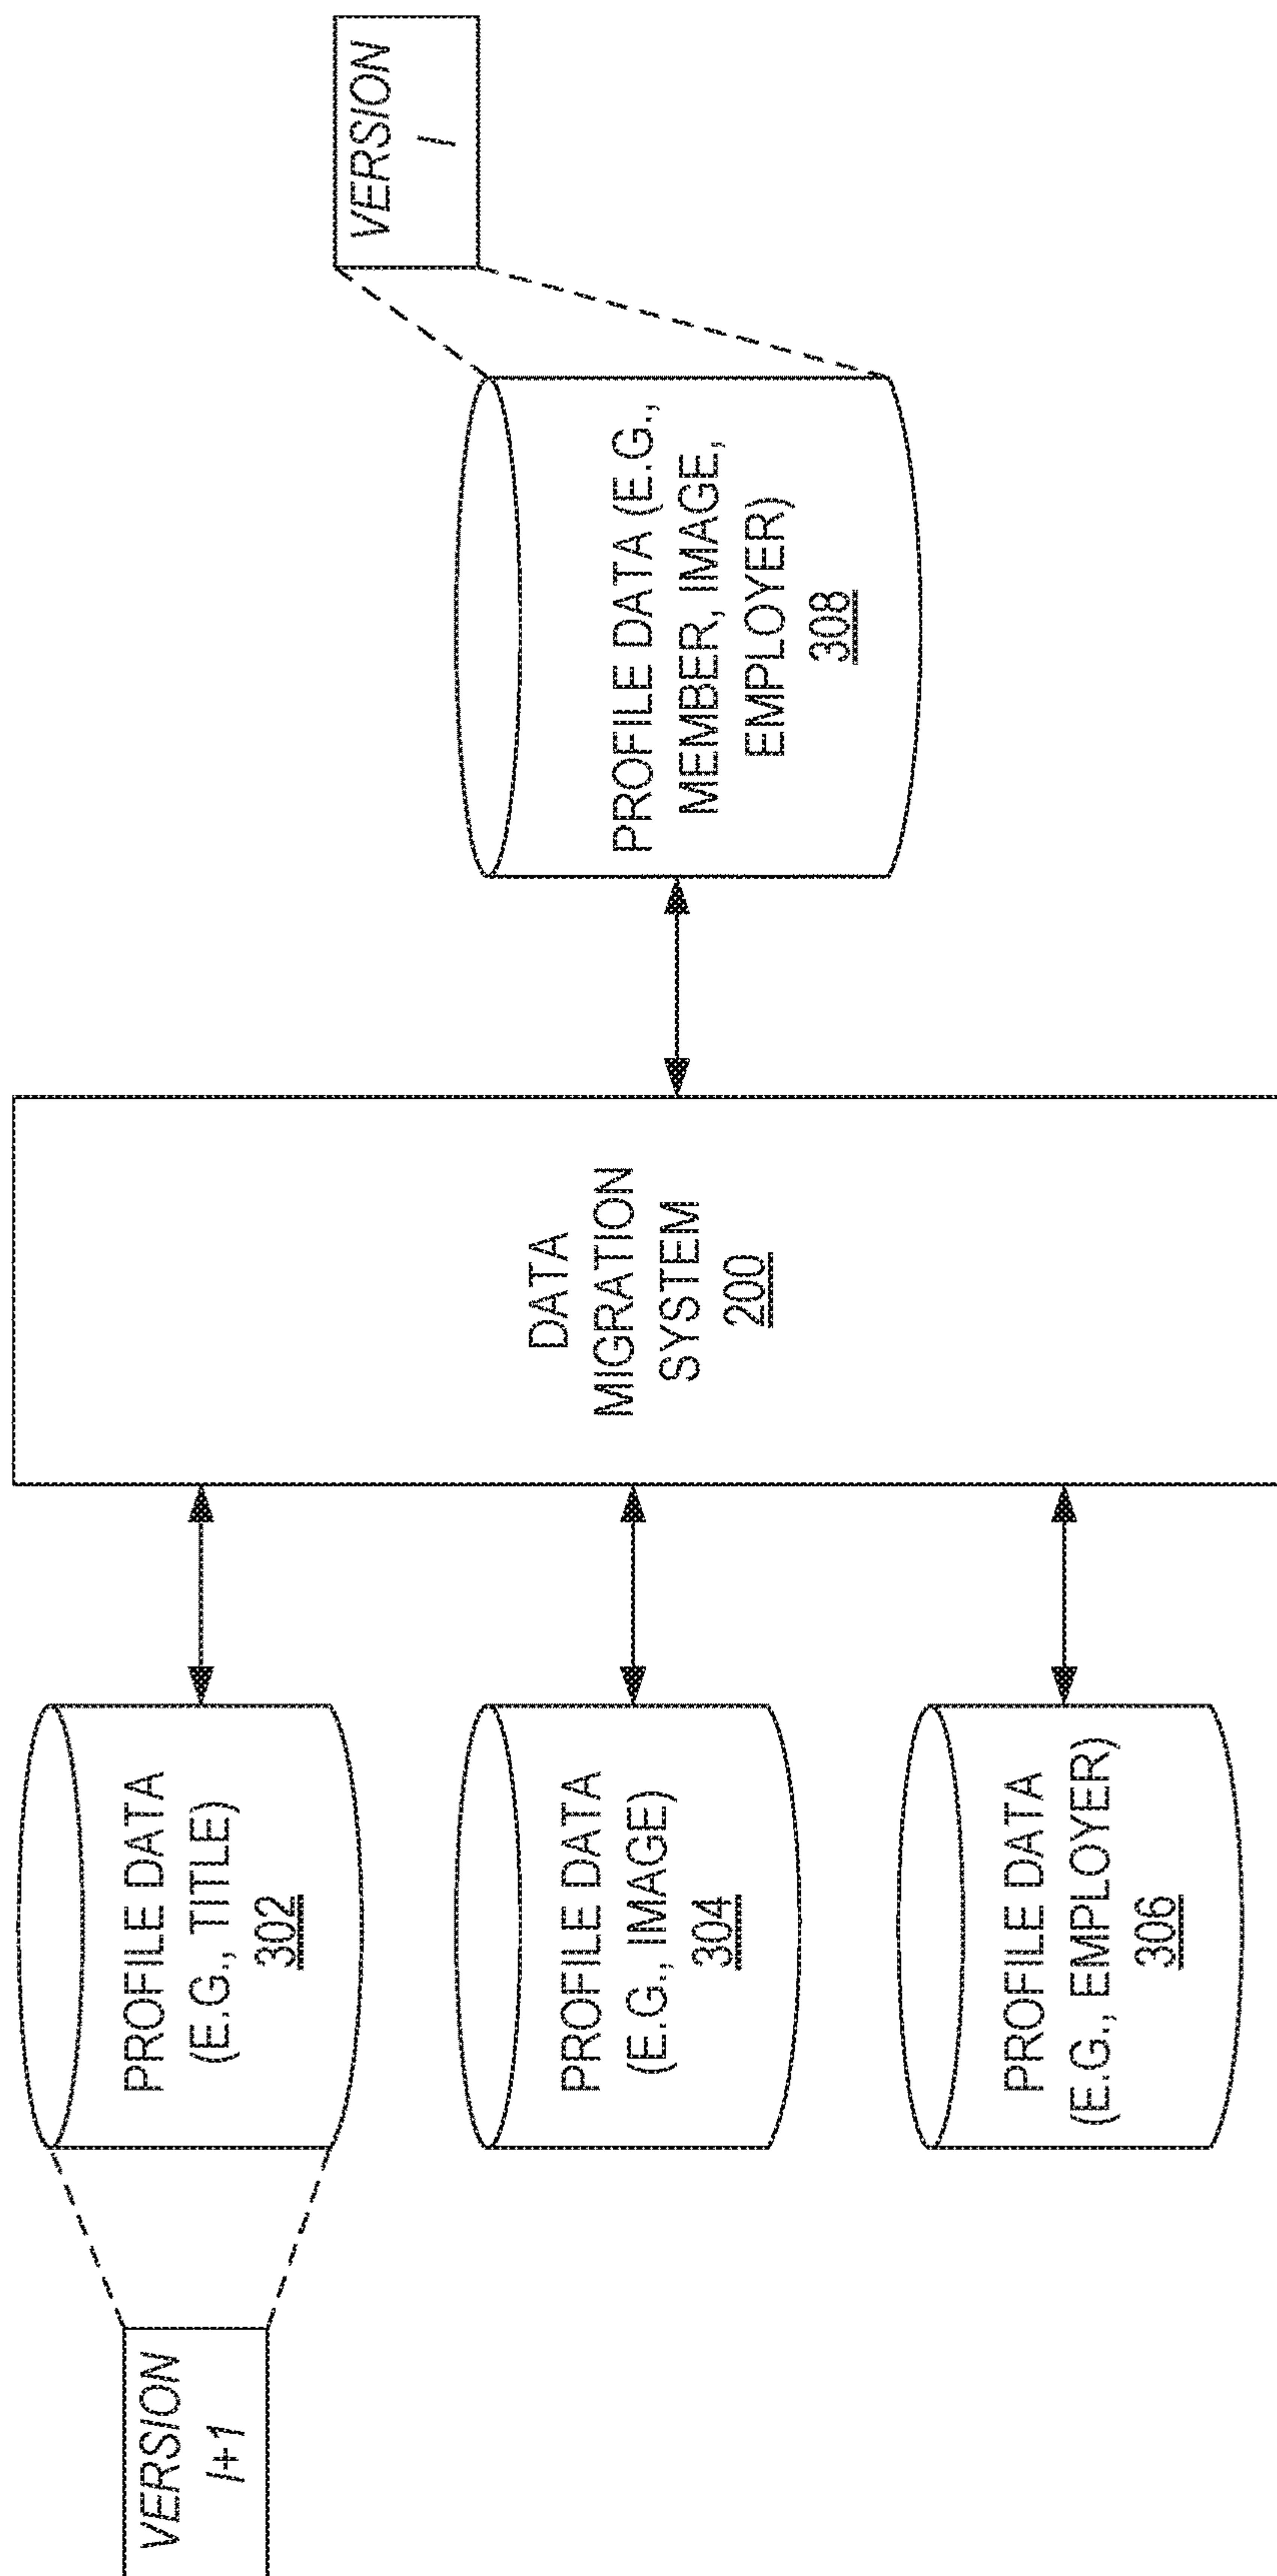 VERSION
I+1
PROFILE DATA
(E.G., TITLE)
302
PROFILE DATA
(E.G., IMAGE)
304
PROFILE DATA
(E.G., EMPLOYER)
306
DATA
MIGRATION
SYSTEM
200
PROFILE DATA (E.G.,
MEMBER, IMAGE,
EMPLOYER)
308
VERSION
I